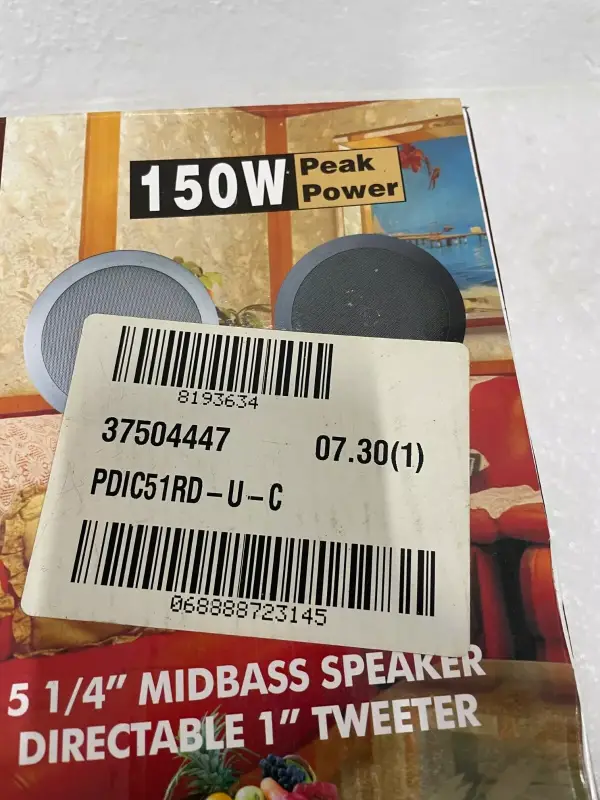 150W Peak
Power
8193634
37504447 07.30(1)
PDIC51RD-U-C
068888723145
5 1/4" MIDBASS SPEAKER
DIRECTABLE 1" TWEETER